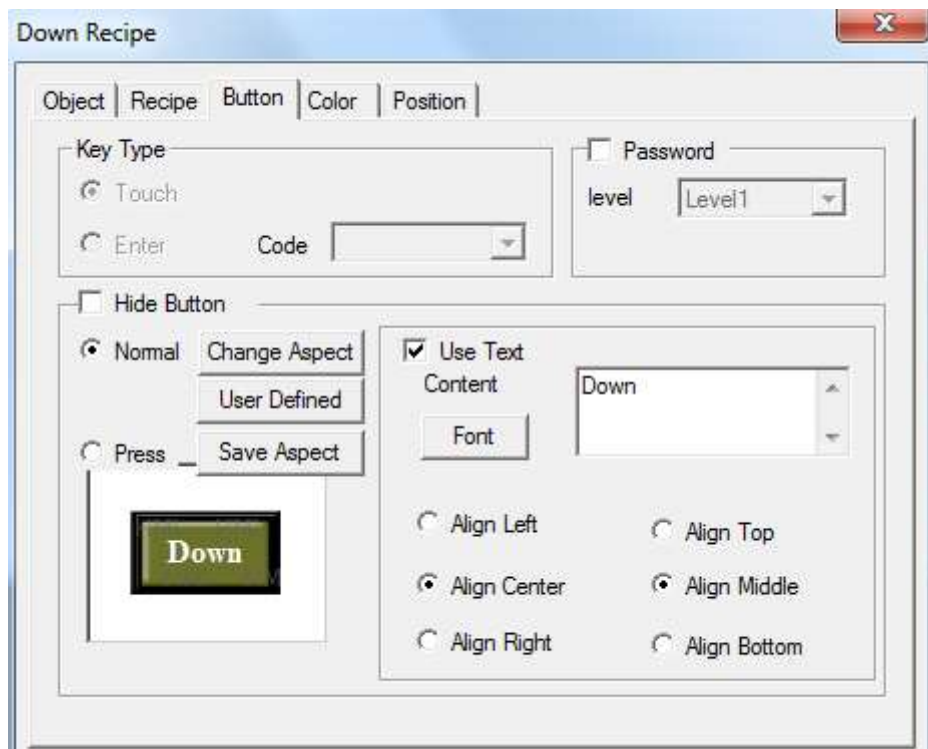 Down Recipe
Object Recipe Button Color Position
Key Type
Touch
Enter Code
Password
level Level1
Hide Button
Normal Change Aspect
User Defined
Press Save Aspect
Down
Use Text
Content Down
Font
Align Left Align Top
Align Center Align Middle
Align Right Align Bottom